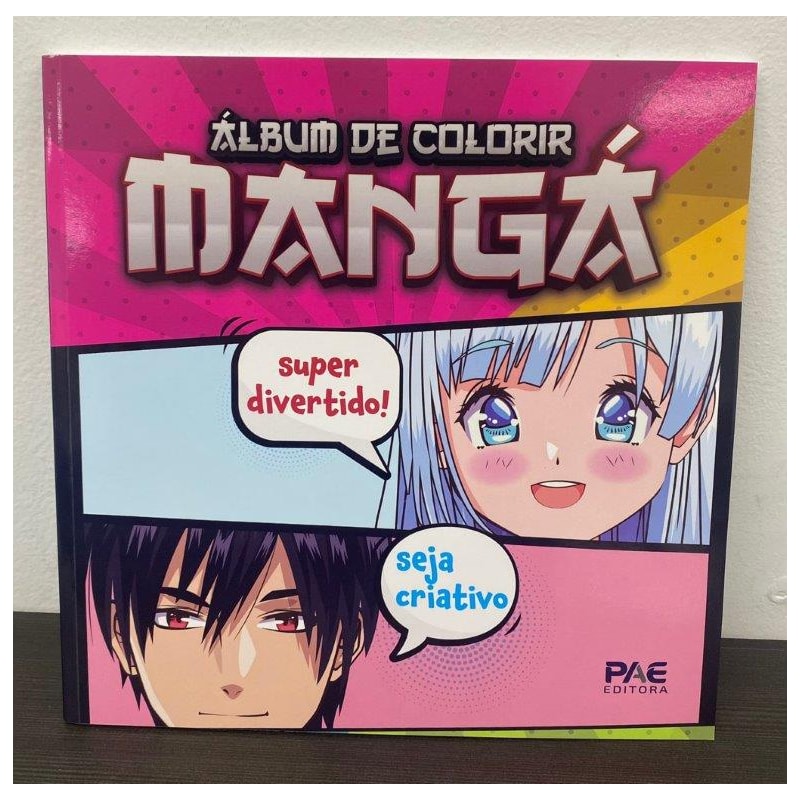 ÁLBUM DE COLORIR
MANGÁ
super
divertido!
seja
criativo
PAE
EDITORA